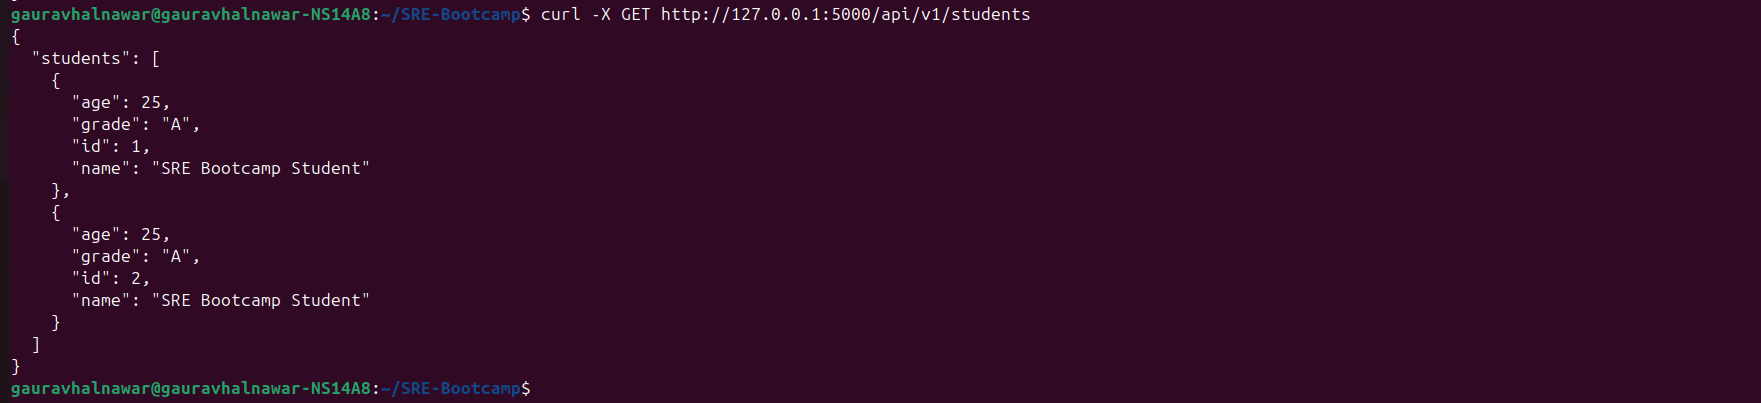 gauravhalnawar@gauravhalnawar-NS14A8:~/SRE-Bootcamp$ curl -X GET http://127.0.0.1:5000/api/v1/students
{
  "students": [
    {
      "age": 25,
      "grade": "A",
      "id": 1,
      "name": "SRE Bootcamp Student"
    },
    {
      "age": 25,
      "grade": "A",
      "id": 2,
      "name": "SRE Bootcamp Student"
    }
  ]
}
gauravhalnawar@gauravhalnawar-NS14A8:~/SRE-Bootcamp$